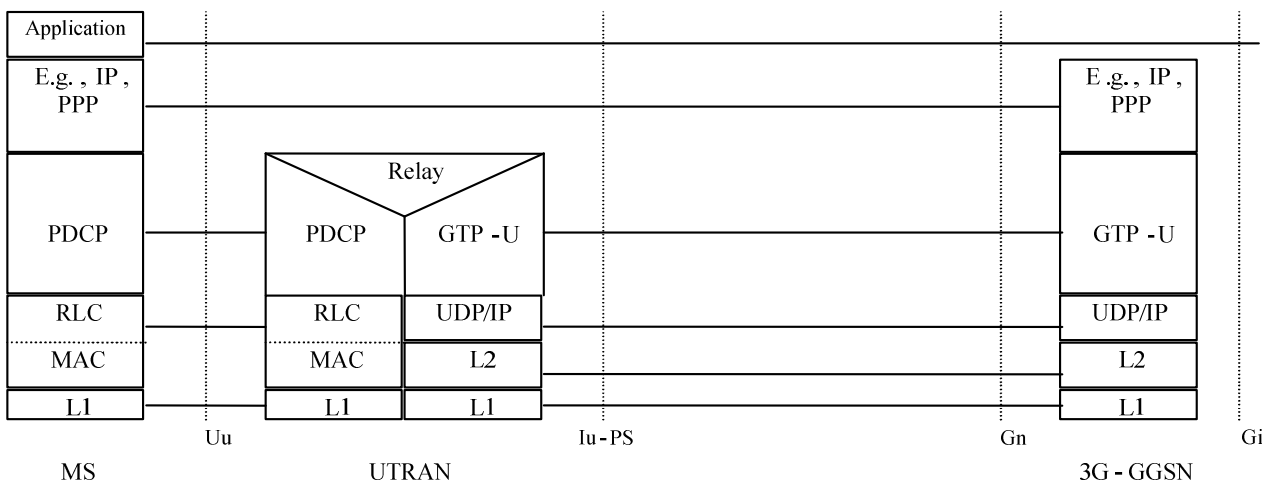 Application
E.g. , IP ,
PPP
E .g. , IP ,
PPP
Relay
PDCP
PDCP
GTP -U
GTP -U
RLC
RLC
UDP/IP
UDP/IP
MAC
MAC
L2
L2
L1
L1
L1
L1
Uu
Iu-PS
Gn
Gi
MS
UTRAN
3G - GGSN